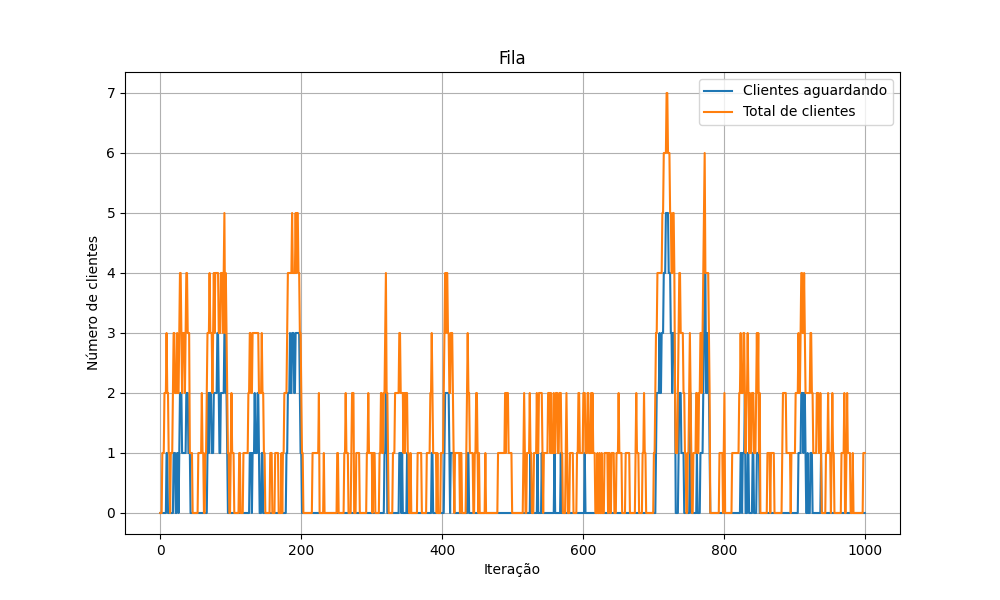 Fila
Clientes aguardando
Total de clientes
Número de clientes
7
6
5
4
3
2
1
0
0 200 400 600 800 1000
Iteração